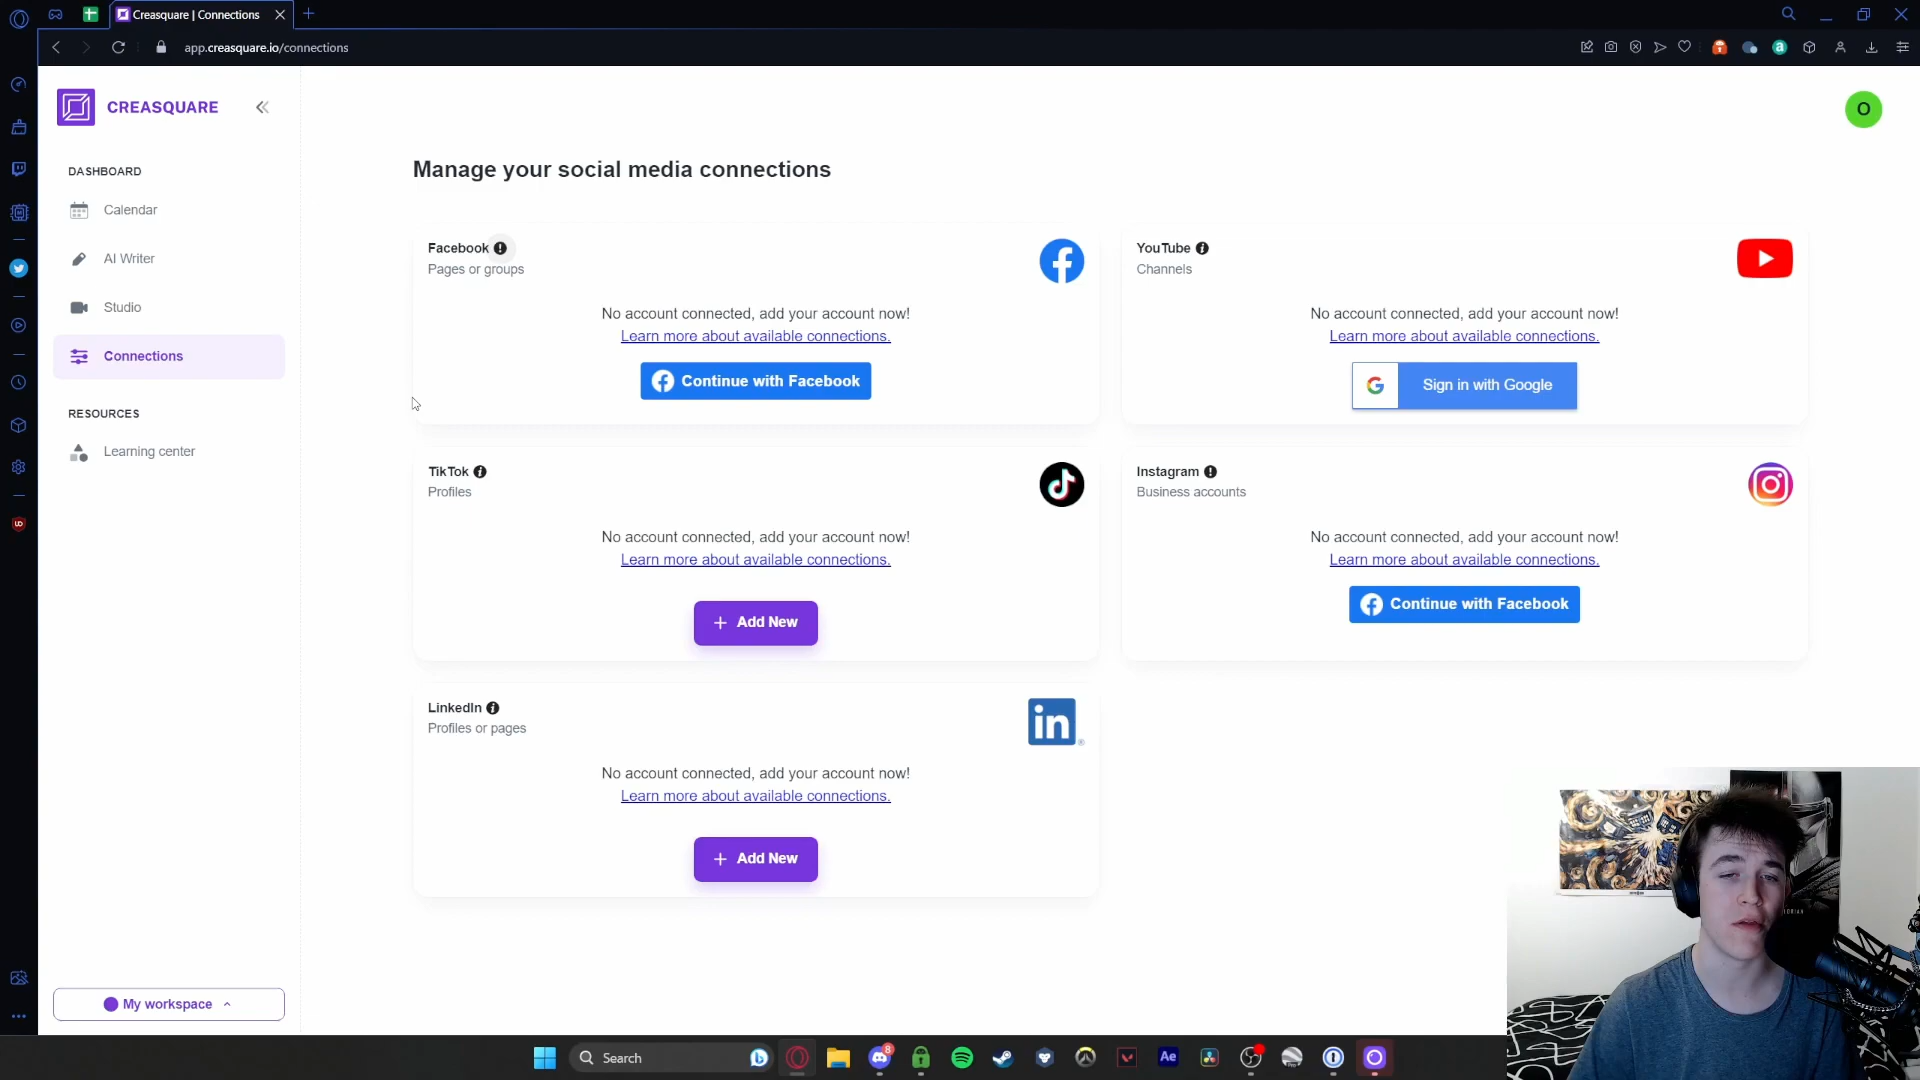 Creasquare | Connections
app.creasquare.io/connections
CREASQUARE
O
DASHBOARD
Calendar
AI Writer
Studio
Connections
RESOURCES
Learning center
My workspace
Manage your social media connections
Facebook
Pages or groups
No account connected, add your account now!
Learn more about available connections.
Continue with Facebook
YouTube
Channels
No account connected, add your account now!
Learn more about available connections.
Sign in with Google
TikTok
Profiles
No account connected, add your account now!
Learn more about available connections.
+ Add New
Instagram
Business accounts
No account connected, add your account now!
Learn more about available connections.
Continue with Facebook
LinkedIn
Profiles or pages
in
No account connected, add your account now!
Learn more about available connections.
+ Add New
Search
8
Ae